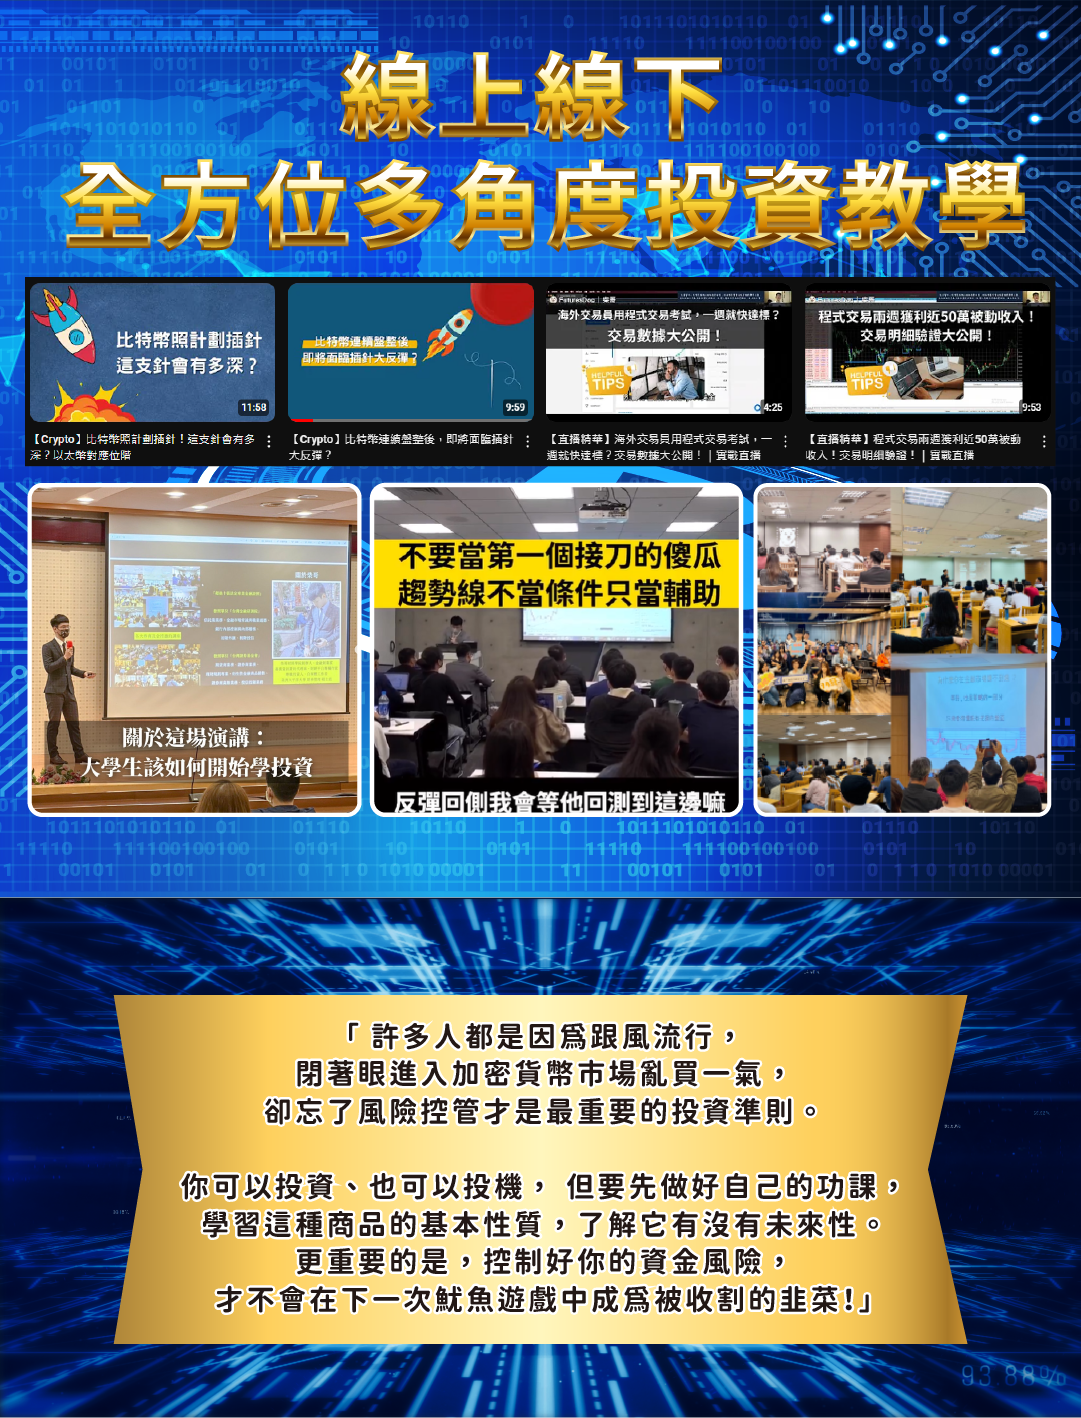 線上線下
全方位多角度投資教學
比特幣照計劃插針
這支針會有多深？
11:58
比特幣連續盤整後
即將面臨插針大反彈？
9:59
FuturesDog
海外交易員用程式交易考試，一週就快達標？
交易數據大公開！
HELPFUL
TIPS
4:25
程式交易兩週獲利近50萬被動收入！
交易明細驗證大公開！
HELPFUL
TIPS
9:53
【Crypto】比特幣照計劃插針！這支針會有多
深？以太幣對應位階
【Crypto】比特幣連續盤整後，即將面臨插針
大反彈？
【直播精華】海外交易員用程式交易考試，一
週就快達標？交易數據大公開！｜實戰直播
【直播精華】程式交易兩週獲利近50萬被動
收入！交易明細驗證！｜實戰直播
關於這場演講：
大學生該如何開始學投資
不要當第一個接刀的傻瓜
趨勢線不當條件只當輔助
反彈回側我會等他回測到這邊嘛
「 許多人都是因為跟風流行，
閉著眼進入加密貨幣市場亂買一氣，
卻忘了風險控管才是最重要的投資準則。
你可以投資、也可以投機， 但要先做好自己的功課，
學習這種商品的基本性質，了解它有沒有未來性。
更重要的是，控制好你的資金風險，
才不會在下一次魷魚遊戲中成為被收割的韭菜!」
93.88%